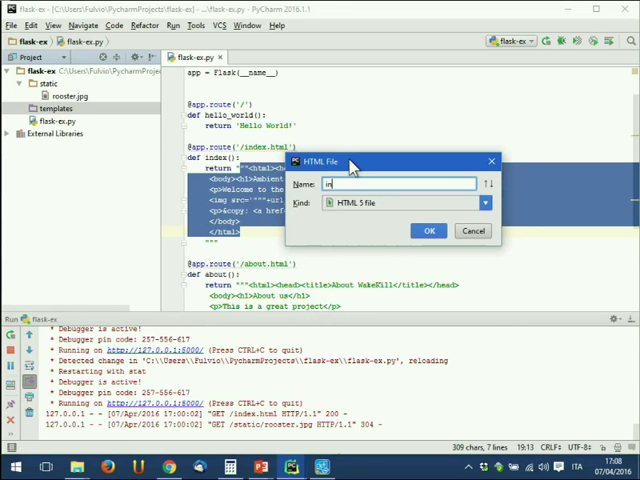 flask-ex [C:\Users\Fulvio\PycharmProjects\flask-ex] - ...\flask-ex.py - PyCharm 2016.1.1
File Edit View Navigate Code Refactor Run Tools VCS Window Help
flask-ex flask-ex.py flask-ex
Project flask-ex.py
flask-ex C:\Users\Fulvio\PycharmProjec
static
rooster.jpg
templates
flask-ex.py
External Libraries
app = Flask(__name__)
@app.route('/')
def hello_world():
return 'Hello World!'
@app.route('/index.html')
def index():
return """<html><h
<body><h1>Ambient
<p>Welcome to the
<img src='"""+url
<p>&copy; <a href
</body>
</html>
"""
@app.route('/about.html')
def about():
return """<html><head><title>About WakeKill</title></head>
<body><h1>About us</h1>
<p>This is a great project</p>
HTML File
Name: in
Kind: HTML 5 file
OK Cancel
Run flask-ex
* Debugger is active!
* Debugger pin code: 257-556-617
* Running on http://127.0.0.1:5000/ (Press CTRL+C to quit)
* Detected change in 'C:\\Users\\Fulvio\\PycharmProjects\\flask-ex\\flask-ex.py', reloading
* Restarting with stat
* Debugger is active!
* Debugger pin code: 257-556-617
* Running on http://127.0.0.1:5000/ (Press CTRL+C to quit)
127.0.0.1 - - [07/Apr/2016 17:00:02] "GET /index.html HTTP/1.1" 200 -
127.0.0.1 - - [07/Apr/2016 17:00:02] "GET /static/rooster.jpg HTTP/1.1" 304 -
309 chars, 7 lines 19:13 CRLF UTF-8
ITA
17:08
07/04/2016